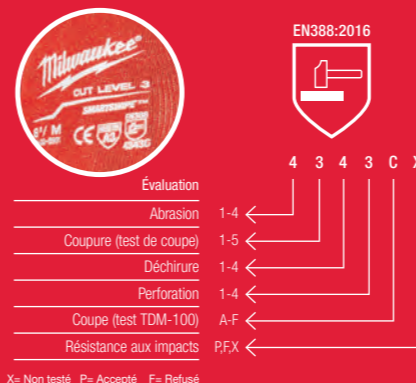 Milwaukee
CUT LEVEL 3
SMARTSWIPE™
CE
EN388:2016
4 3 4 3 C X
Évaluation
Abrasion 1-4
Coupure (test de coupe) 1-5
Déchirure 1-4
Perforation 1-4
Coupe (test TDM-100) A-F
Résistance aux impacts P,F,X
X= Non testé P= Accepté F= Refusé